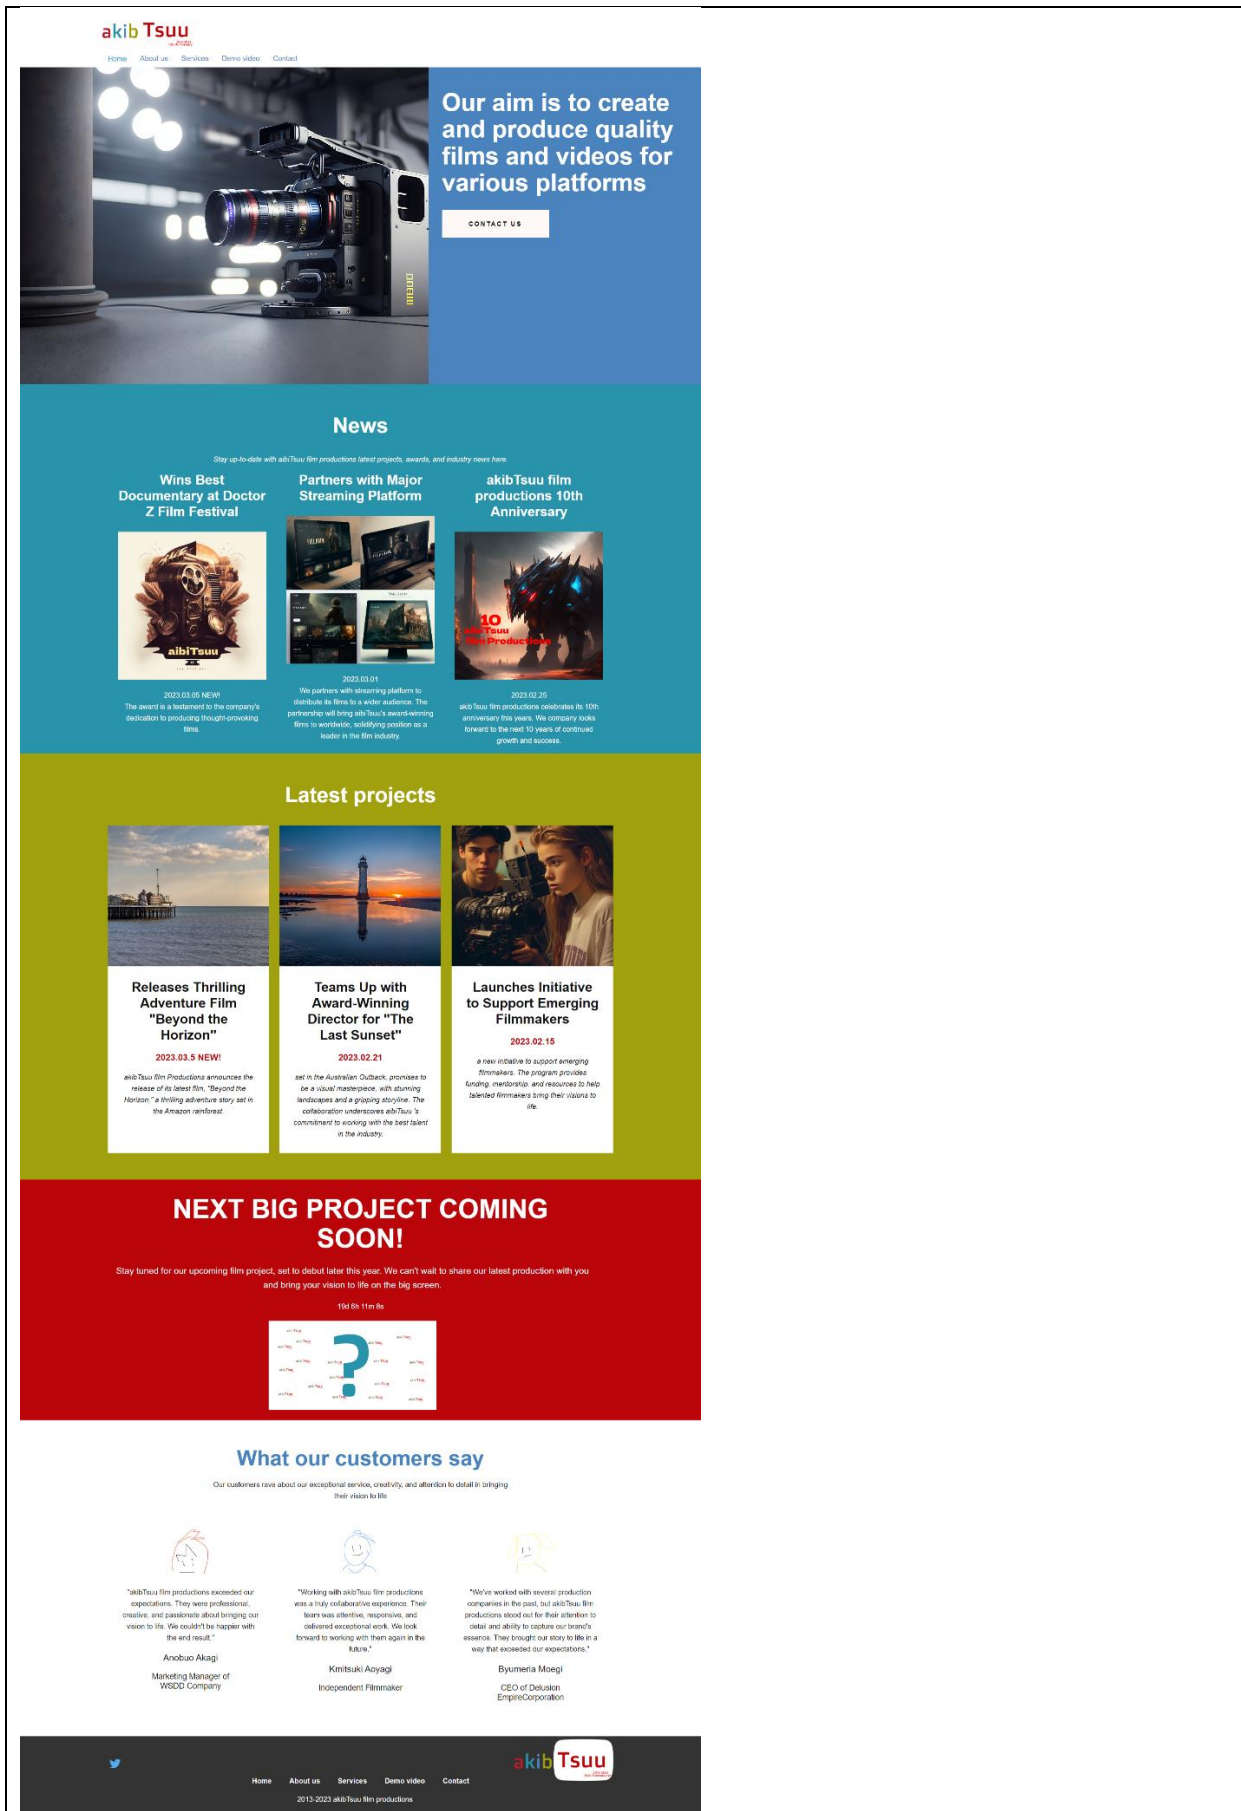 akib Tsuu
Home About us Services Demo video Contact
Our aim is to create
and produce quality
films and videos for
various platforms
CONTACT US
News
Stay up-to-date with aibiTsuu film productions latest projects, awards, and industry news here.
Wins Best
Documentary at Doctor
Z Film Festival
aibiTsuu
2023.03.05 NEW!
The award is a testament to the company's
dedication to producing thought-provoking
films.
Partners with Major
Streaming Platform
2023.03.01
We partners with streaming platform to
distribute its films to a wider audience. The
partnership will bring aibiTsuu's award-winning
films to worldwide, solidifying position as a
leader in the film industry.
akibTsuu film
productions 10th
Anniversary
10
akibiTsuu
Film Productions
2023.02.25
akibTsuu film productions celebrates its 10th
anniversary this years. We company looks
forward to the next 10 years of continued
growth and success.
Latest projects
Releases Thrilling
Adventure Film
"Beyond the
Horizon"
2023.03.5 NEW!
akibTsuu film Productions announces the
release of its latest film, "Beyond the
Horizon," a thrilling adventure story set in
the Amazon rainforest.
Teams Up with
Award-Winning
Director for "The
Last Sunset"
2023.02.21
set in the Australian Outback, promises to
be a visual masterpiece, with stunning
landscapes and a gripping storyline. The
collaboration underscores aibiTsuu 's
commitment to working with the best talent
in the industry.
Launches Initiative
to Support Emerging
Filmmakers
2023.02.15
a new initiative to support emerging
filmmakers. The program provides
funding, mentorship, and resources to help
talented filmmakers bring their visions to
life.
NEXT BIG PROJECT COMING
SOON!
Stay tuned for our upcoming film project, set to debut later this year. We can't wait to share our latest production with you
and bring your vision to life on the big screen.
19d 6h 11m 8s
?
What our customers say
Our customers rave about our exceptional service, creativity, and attention to detail in bringing
their vision to life
"akibTsuu film productions exceeded our
expectations. They were professional,
creative, and passionate about bringing our
vision to life. We couldn't be happier with
the end result."
Anobuo Akagi
Marketing Manager of
WSDD Company
"Working with akibTsuu film productions
was a truly collaborative experience. Their
team was attentive, responsive, and
delivered exceptional work. We look
forward to working with them again in the
future."
Kmitsuki Aoyagi
Independent Filmmaker
"We've worked with several production
companies in the past, but akibTsuu film
productions stood out for their attention to
detail and ability to capture our brand's
essence. They brought our story to life in a
way that exceeded our expectations."
Byumeria Moegi
CEO of Delusion
EmpireCorporation
akib Tsuu
Home About us Services Demo video Contact
2013-2023 akibTsuu film productions